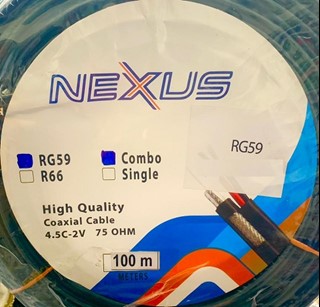 NEXUS
RG59 Combo
R66 Single
RG59
High Quality
Coaxial Cable
4.5C-2V 75 OHM
100 m
METERS